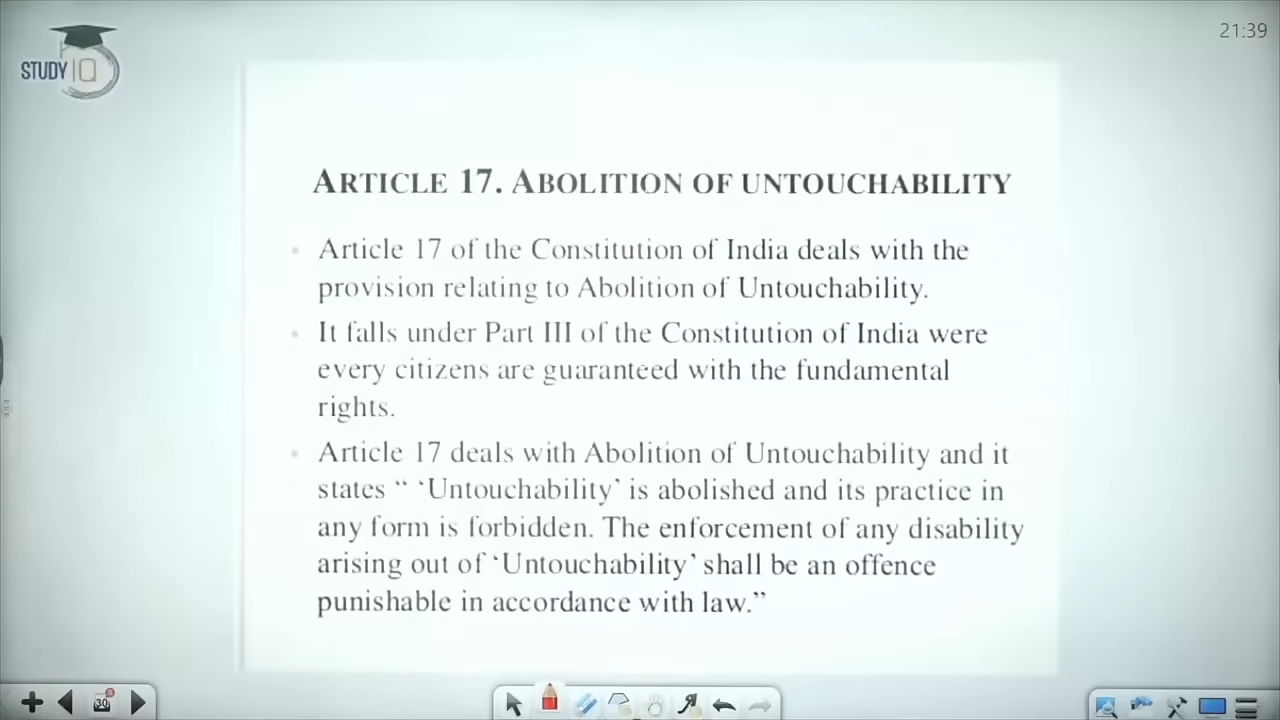 STUDY IQ
21:39
ARTICLE 17. ABOLITION OF UNTOUCHABILITY
Article 17 of the Constitution of India deals with the
provision relating to Abolition of Untouchability.
It falls under Part III of the Constitution of India were
every citizens are guaranteed with the fundamental
rights.
Article 17 deals with Abolition of Untouchability and it
states “ ‘Untouchability’ is abolished and its practice in
any form is forbidden. The enforcement of any disability
arising out of ‘Untouchability’ shall be an offence
punishable in accordance with law.”
30